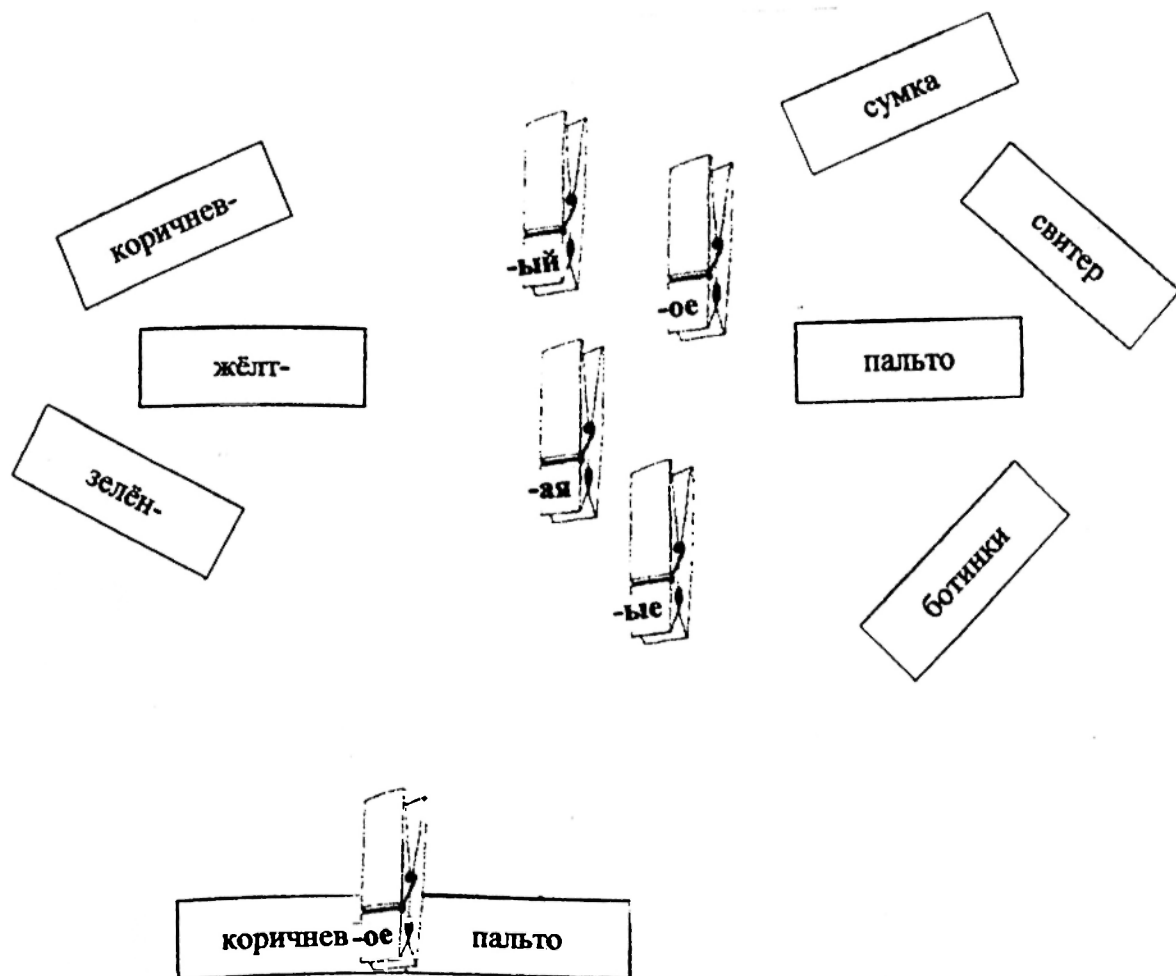 сумка
коричнев-
-ый
-ое
свитер
жёлт-
пальто
зелён-
-ая
-ые
ботинки
коричнев -ое пальто